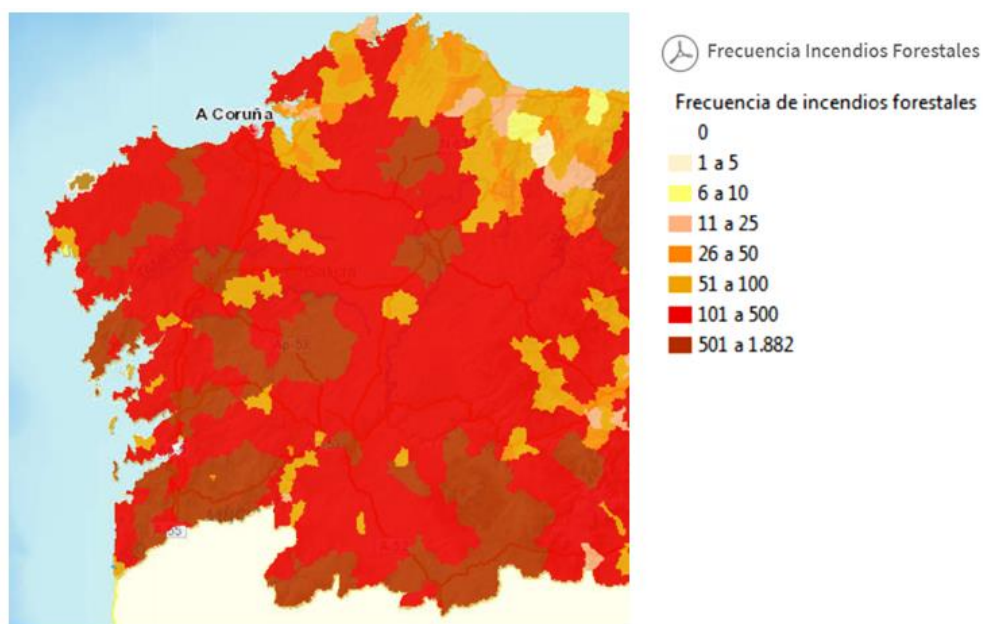 A Coruña
Frecuencia Incendios Forestales
Frecuencia de incendios forestales
0
1 a 5
6 a 10
11 a 25
26 a 50
51 a 100
101 a 500
501 a 1.882